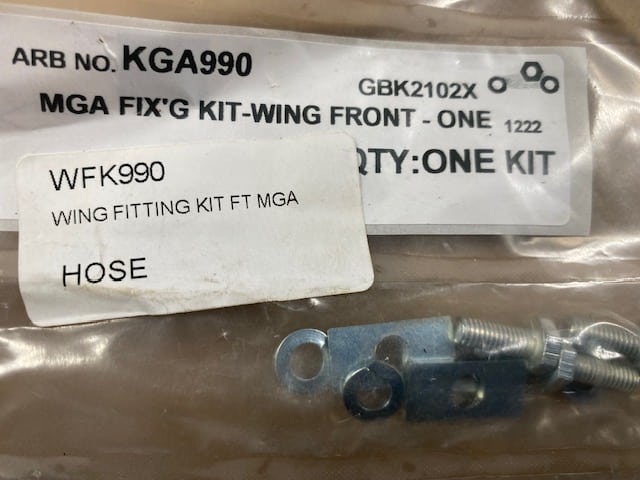 ARB NO. KGA990
GBK2102X
MGA FIX'G KIT-WING FRONT - ONE 1222
QTY:ONE KIT
WFK990
WING FITTING KIT FT MGA
HOSE